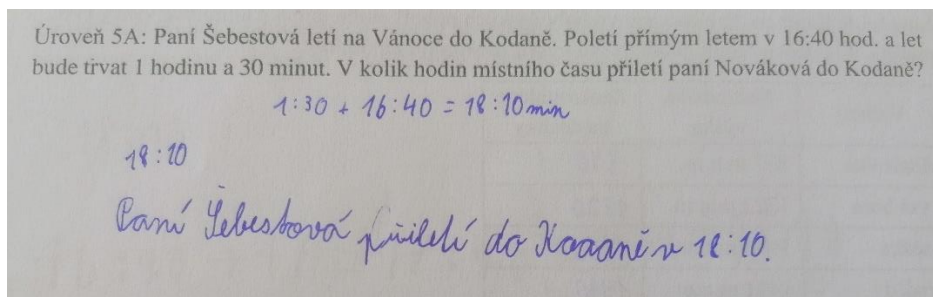 Úroveň 5A: Paní Šebestová letí na Vánoce do Kodaně. Poletí přímým letem v 16:40 hod. a let
bude trvat 1 hodinu a 30 minut. V kolik hodin místního času přiletí paní Nováková do Kodaně?
1:30 + 16:40 = 18:10 min
18:10
Paní Šebestová přiletí do Kodaně v 18:10.